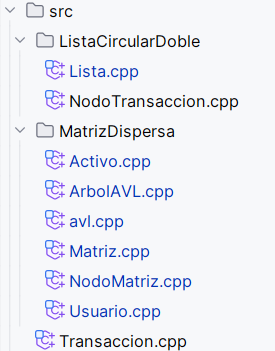 src
ListaCircularDoble
Lista.cpp
NodoTransaccion.cpp
MatrizDispersa
Activo.cpp
ArbolAVL.cpp
avl.cpp
Matriz.cpp
NodoMatriz.cpp
Usuario.cpp
Transaccion.cpp